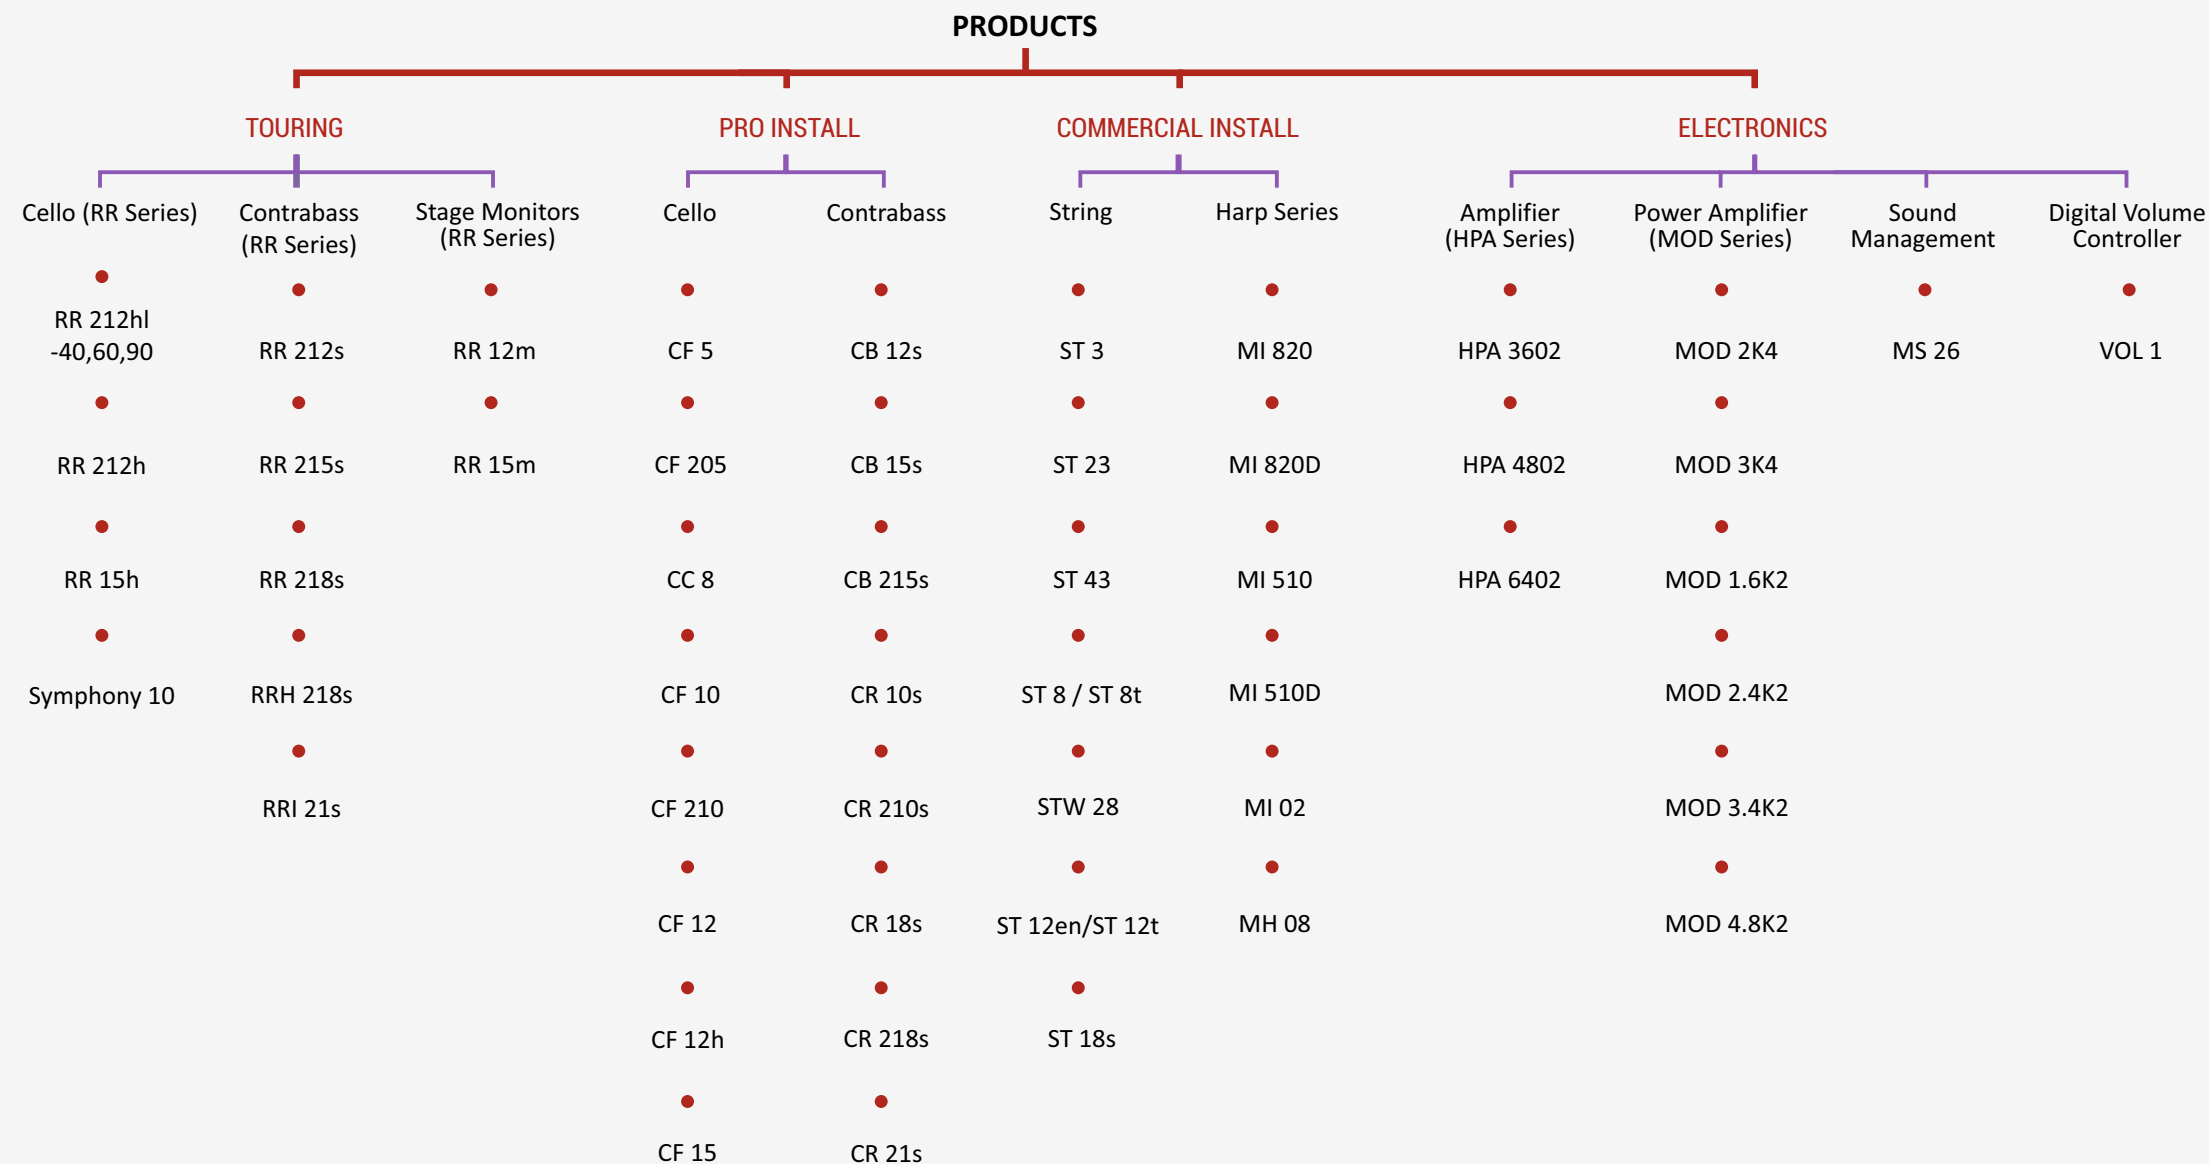 PRODUCTS
TOURING
PRO INSTALL
COMMERCIAL INSTALL
ELECTRONICS
Cello (RR Series)
RR 212hl
-40,60,90
RR 212h
RR 15h
Symphony 10
Contrabass
(RR Series)
RR 212s
RR 215s
RR 218s
RRH 218s
RRI 21s
Stage Monitors
(RR Series)
RR 12m
RR 15m
Cello
CF 5
CF 205
CC 8
CF 10
CF 210
CF 12
CF 12h
CF 15
Contrabass
CB 12s
CB 15s
CB 215s
CR 10s
CR 210s
CR 18s
CR 218s
CR 21s
String
ST 3
ST 23
ST 43
ST 8 / ST 8t
STW 28
ST 12en/ST 12t
ST 18s
Harp Series
MI 820
MI 820D
MI 510
MI 510D
MI 02
MH 08
Amplifier
(HPA Series)
HPA 3602
HPA 4802
HPA 6402
Power Amplifier
(MOD Series)
MOD 2K4
MOD 3K4
MOD 1.6K2
MOD 2.4K2
MOD 3.4K2
MOD 4.8K2
Sound
Management
MS 26
Digital Volume
Controller
VOL 1